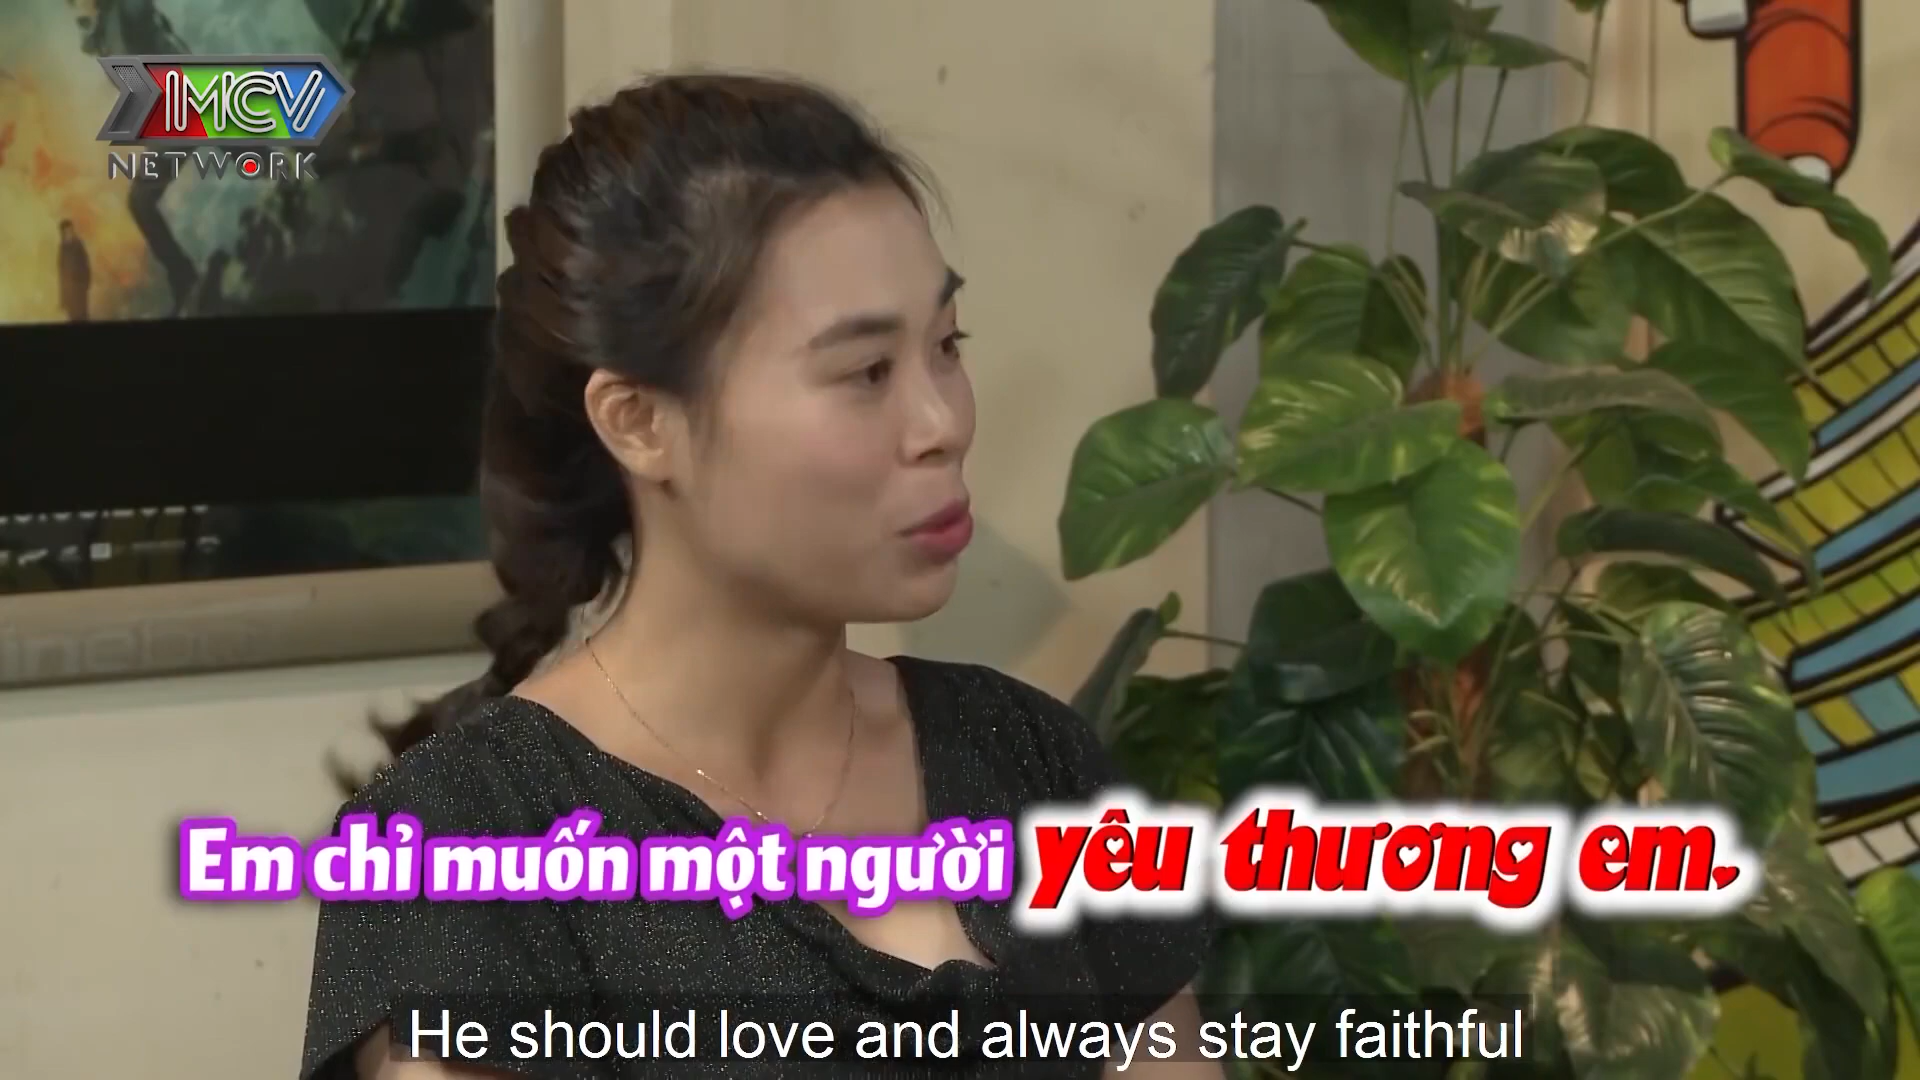 MCV
NETWORK
Em chỉ muốn một người yêu thương em.
He should love and always stay faithful